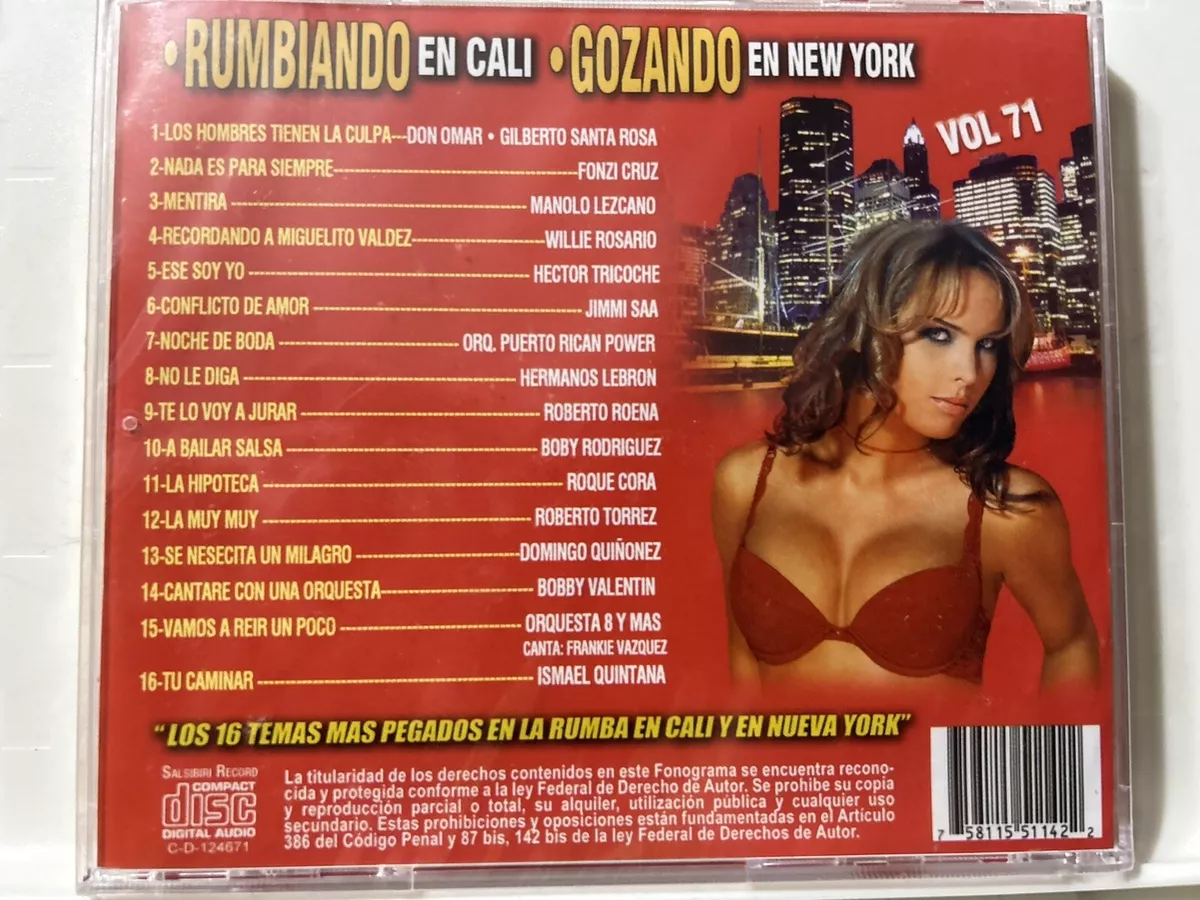 • RUMBIANDO EN CALI • GOZANDO EN NEW YORK
VOL 71
1-LOS HOMBRES TIENEN LA CULPA---DON OMAR • GILBERTO SANTA ROSA
2-NADA ES PARA SIEMPRE---FONZI CRUZ
3-MENTIRA---MANOLO LEZCANO
4-RECORDANDO A MIGUELITO VALDEZ---WILLIE ROSARIO
5-ESE SOY YO---HECTOR TRICOCHE
6-CONFLICTO DE AMOR---JIMMI SAA
7-NOCHE DE BODA---ORQ. PUERTO RICAN POWER
8-NO LE DIGA---HERMANOS LEBRON
9-TE LO VOY A JURAR---ROBERTO ROENA
10-A BAILAR SALSA---BOBY RODRIGUEZ
11-LA HIPOTECA---ROQUE CORA
12-LA MUY MUY---ROBERTO TORREZ
13-SE NESECITA UN MILAGRO---DOMINGO QUIÑONEZ
14-CANTARE CON UNA ORQUESTA---BOBBY VALENTIN
15-VAMOS A REIR UN POCO---ORQUESTA 8 Y MAS
CANTA: FRANKIE VAZQUEZ
16-TU CAMINAR---ISMAEL QUINTANA
"LOS 16 TEMAS MAS PEGADOS EN LA RUMBA EN CALI Y EN NUEVA YORK"
SALSIBIRI RECORD
COMPACT
disc
DIGITAL AUDIO
C-D-124671
La titularidad de los derechos contenidos en este Fonograma se encuentra recono-
cida y protegida conforme a la ley Federal de Derecho de Autor. Se prohibe su copia
y reproducción parcial o total, su alquiler, utilización pública y cualquier uso
secundario. Estas prohibiciones y oposiciones están fundamentadas en el Artículo
386 del Código Penal y 87 bis, 142 bis de la ley Federal de Derechos de Autor.
7 58115 51142 2